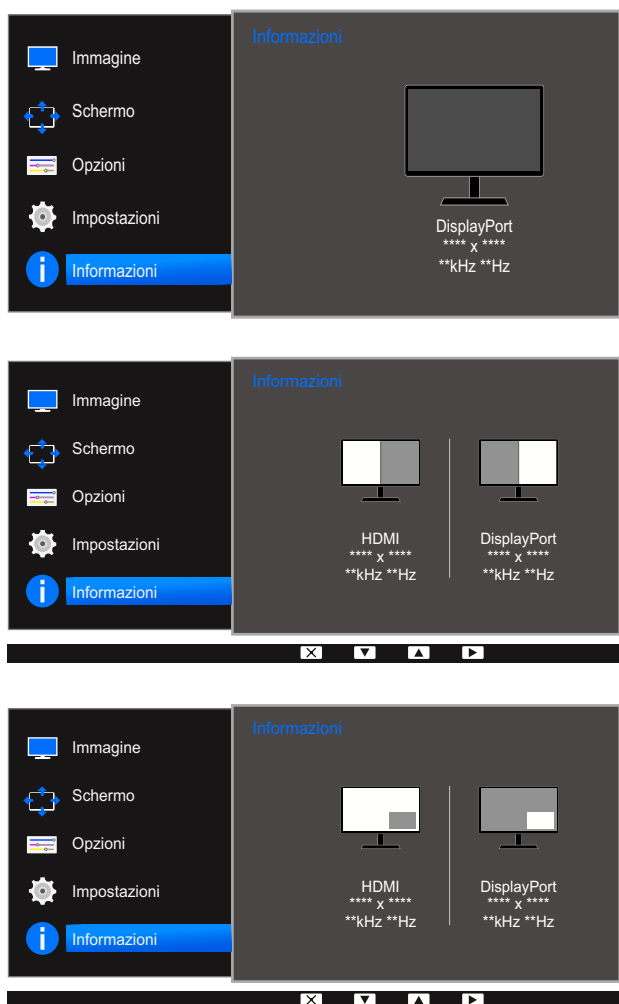 Informazioni
Immagine
Schermo
Opzioni
Impostazioni
Informazioni
DisplayPort
**** x ****
**kHz **Hz
Informazioni
Immagine
Schermo
Opzioni
Impostazioni
Informazioni
HDMI
**** x ****
**kHz **Hz
DisplayPort
**** x ****
**kHz **Hz
Informazioni
Immagine
Schermo
Opzioni
Impostazioni
Informazioni
HDMI
**** x ****
**kHz **Hz
DisplayPort
**** x ****
**kHz **Hz